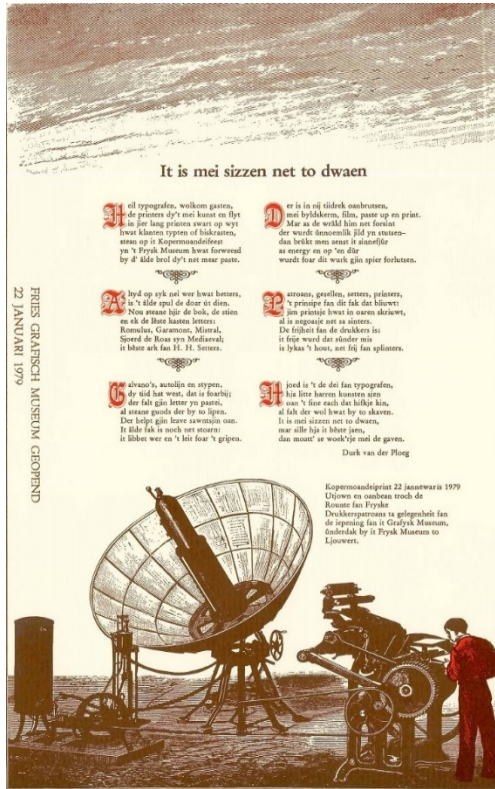 It is mei sizzen net to dwaen
Heil typografen, wolkom gasten,
de printers dy't mei kunst en flyt
in jier lang printen swart op wyt
hwat klanten typten of biskrasten,
stean op it Kopermoandeifeest
yn 't Frysk Museum hwat forweesd
by d' âlde brol dy't net mear paste.
Altyd op syk nei wer hwat betters,
is 't âlde spul de doar út dien.
Nou steane hjir de bok, de stien
en ek de lêste kasten letters:
Romulus, Garamont, Mistral,
Sjoerd de Roas syn Mediaeval;
it bêste ark fan H. H. Setters.
Galvano's, autolijn en stypen,
dy tiid hat west, dat is foarbij;
der falt gjin letter yn pastei,
al steane guods der by to lipen.
Der helpt gjin leave sawntsjin oan.
It âlde fak is noch net stoarn:
it libbet wer en 't leit foar 't gripen.
Der is in nij tiidrek oanbrutsen,
mei byldskerm, film, paste up en print.
Mar as de wrâld him net forsint
der wurdt ûnnoemlik jild yn stutsen–
dan brûkt men aenst it sinnefjûr
as energy en op 'en dûr
wurdt foar dit wurk gjin spier forlutsen.
Patroans, gesellen, setters, printers,
't prinsipe fan dit fak dat bliuwt:
jim printsje hwat in oaren skriuwt,
al is negoasje net sa sinters.
De frijheit fan de drukkers is:
it frije wurd dat sûnder mis
is lykas 't hout, net frij fan splinters.
Hjoed is 't de dei fan typografen,
hja litte harren kunsten sjen
oan 't fine each dat hifkje kin,
al falt der wol hwat by to skaven.
It is mei sizzen net to dwaen,
mar sille hja it bêste jaen,
dan moatt' se woek'rje mei de gaven.
Durk van der Ploeg
Kopermoandeiprint 22 jannewaris 1979
Utjown en oanbean troch de
Rounte fan Fryske
Drukkerspatroans ta gelegenheit fan
de iepening fan it Grafysk Museum,
ûnderdak by it Frysk Museum to
Ljouwert.
FRIES GRAFISCH MUSEUM GEOPEND
22 JANUARI 1979